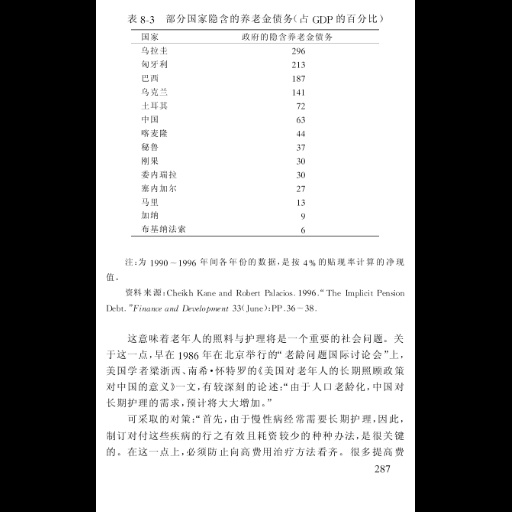 表 8-3 部分国家隐含的养老金债务(占 GDP 的百分比)
国家 政府的隐含养老金债务
乌拉圭 296
匈牙利 213
巴西 187
乌克兰 141
土耳其 72
中国 63
喀麦隆 44
秘鲁 37
刚果 30
委内瑞拉 30
塞内加尔 27
马里 13
加纳 9
布基纳法索 6
注:为 1990~1996 年间各年份的数据,是按 4%的贴现率计算的净现
值。
资料来源:Cheikh Kane and Robert Palacios. 1996.“The Implicit Pension
Debt.”Finance and Development 33(June):PP.36-38.
这意味着老年人的照料与护理将是一个重要的社会问题。关
于这一点,早在 1986 年在北京举行的“老龄问题国际讨论会”上,
美国学者梁浙西、南希·怀特罗的《美国对老年人的长期照顾政策
对中国的意义》一文,有较深刻的论述:“由于人口老龄化,中国对
长期护理的需求,预计将大大增加。”
可采取的对策:“首先,由于慢性病经常需要长期护理,因此,
制订对付这些疾病的行之有效且耗资较少的种种办法,是很关键
的。在这一点上,必须防止向高费用治疗方法看齐。很多提高费
287